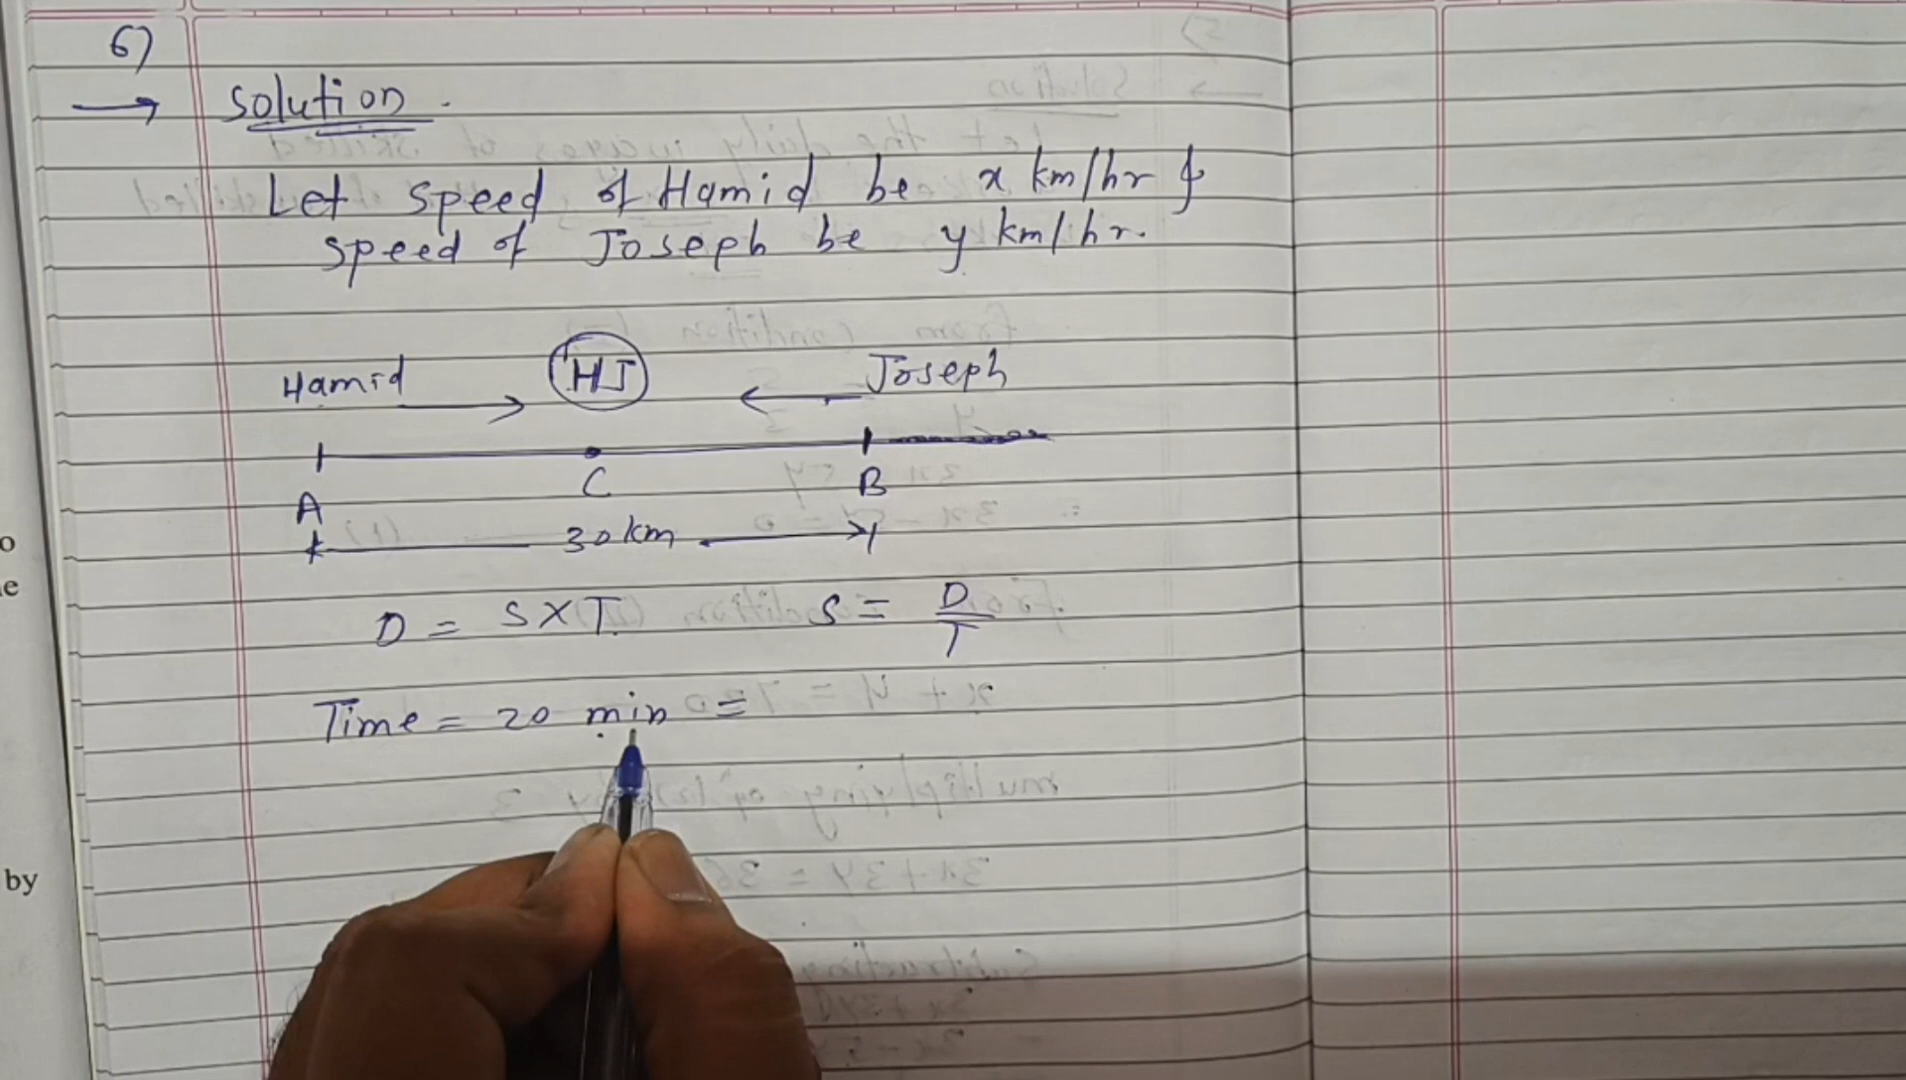 6)
→ Solution.
Let speed of Hamid be x km/hr &
speed of Joseph be y km/hr.
Hamid → HJ ← Joseph
A C B
30 km
D = S × T S = D/T
Time = 20 min =
o
e
by